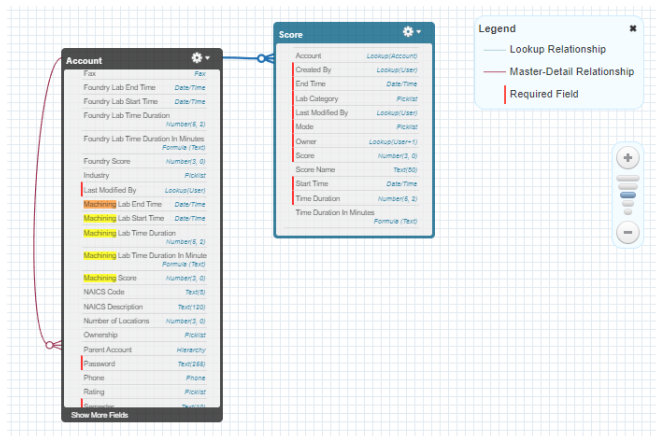 Account
Fax Fax
Foundry Lab End Time Date/Time
Foundry Lab Start Time Date/Time
Foundry Lab Time Duration
Number(6, 2)
Foundry Lab Time Duration In Minutes
Formula (Text)
Foundry Score Number(3, 0)
Industry Picklist
Last Modified By Lookup(User)
Machining Lab End Time Date/Time
Machining Lab Start Time Date/Time
Machining Lab Time Duration
Number(6, 2)
Machining Lab Time Duration In Minute
Formula (Text)
Machining Score Number(3, 0)
NAICS Code Text(5)
NAICS Description Text(120)
Number of Locations Number(3, 0)
Ownership Picklist
Parent Account Hierarchy
Password Text(255)
Phone Phone
Rating Picklist
Semester Text(10)
Show More Fields
Score
Account Lookup(Account)
Created By Lookup(User)
End Time Date/Time
Lab Category Picklist
Last Modified By Lookup(User)
Mode Picklist
Owner Lookup(User+1)
Score Number(3, 0)
Score Name Text(80)
Start Time Date/Time
Time Duration Number(6, 2)
Time Duration In Minutes
Formula (Text)
Legend
Lookup Relationship
Master-Detail Relationship
Required Field